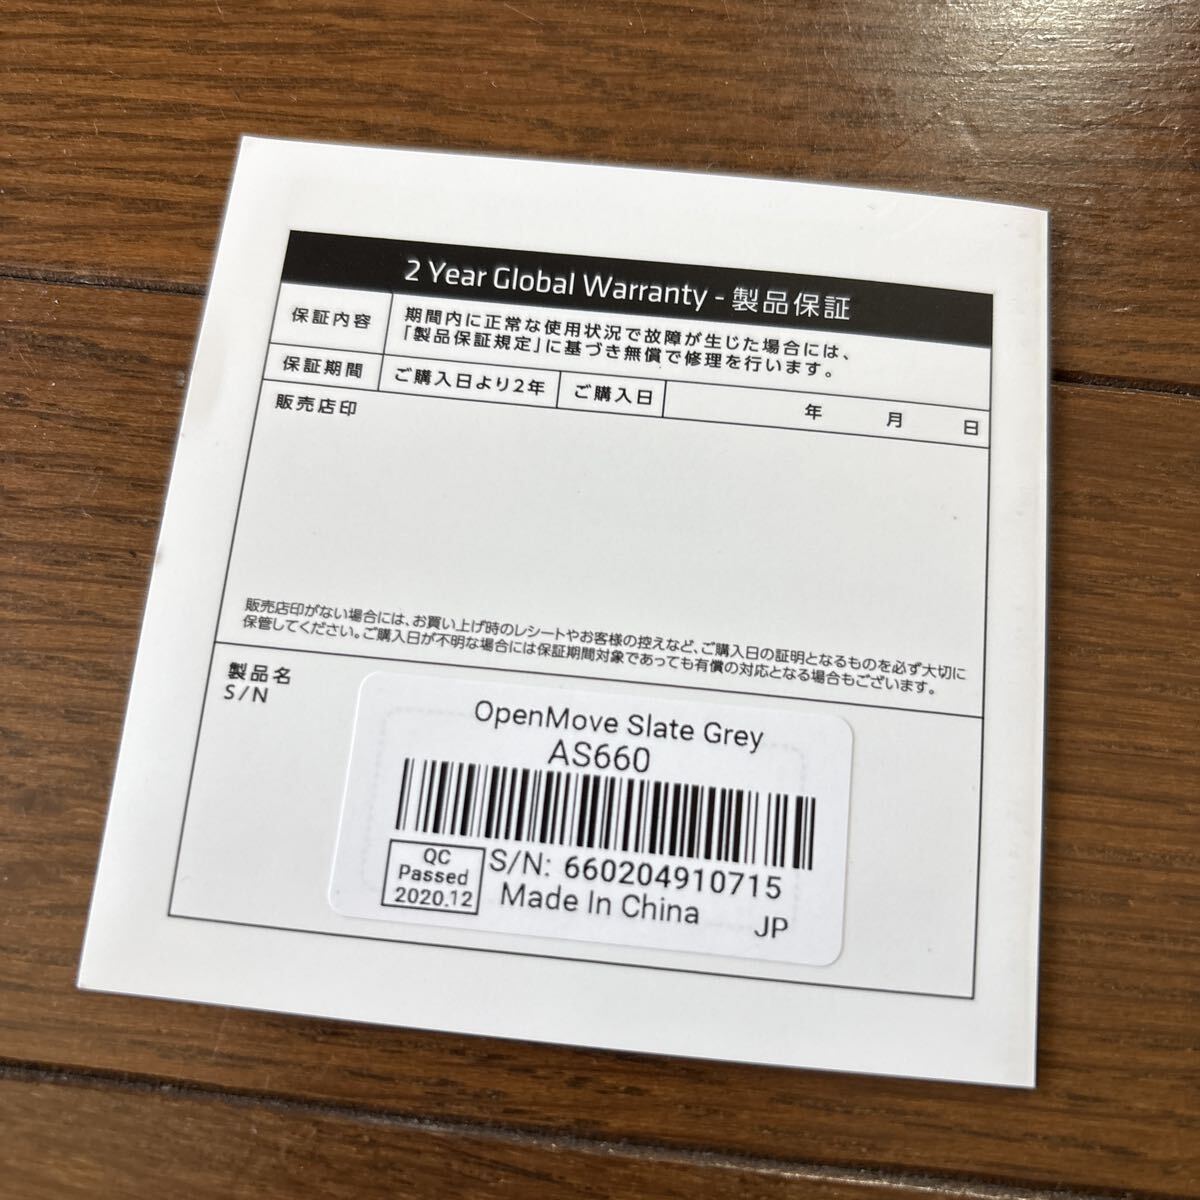 2 Year Global Warranty - 製品保証
保証内容
期間内に正常な使用状況で故障が生じた場合には、
「製品保証規定」に基づき無償で修理を行います。
保証期間 ご購入日より2年 ご購入日 年 月 日
販売店印
販売店印がない場合には、お買い上げ時のレシートやお客様の控えなど、ご購入日の証明となるものを必ず大切に
保管してください。ご購入日が不明な場合には保証期間対象であっても有償の対応となる場合もございます。
製品名
S/N
OpenMove Slate Grey
AS660
QC
Passed
2020.12
S/N: 660204910715
Made In China
JP